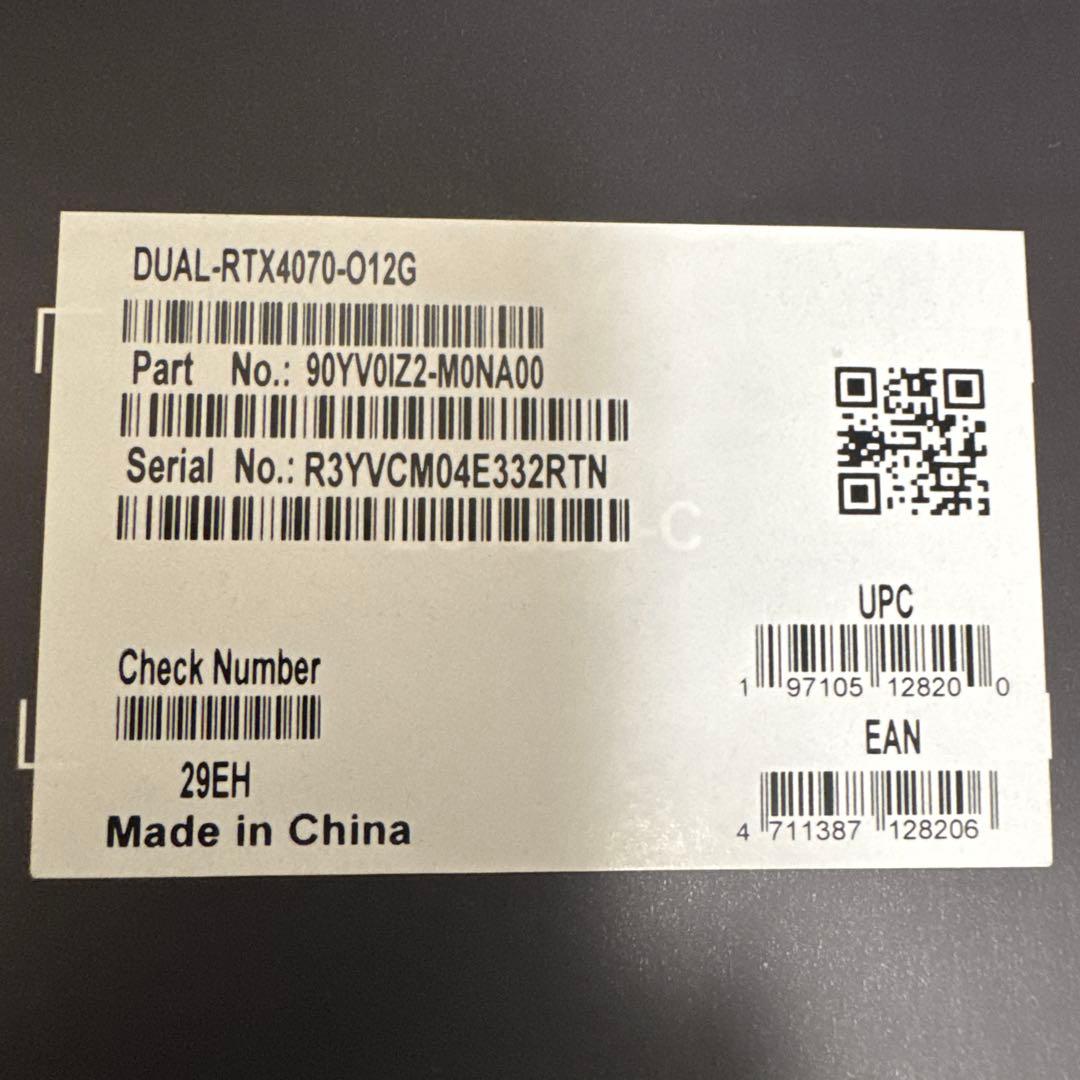 DUAL-RTX4070-O12G
Part No.: 90YV0IZ2-M0NA00
Serial No.: R3YVCM04E332RTN
-C
Check Number
29EH
Made in China
UPC
1 97105 12820 0
EAN
4 711387 128206